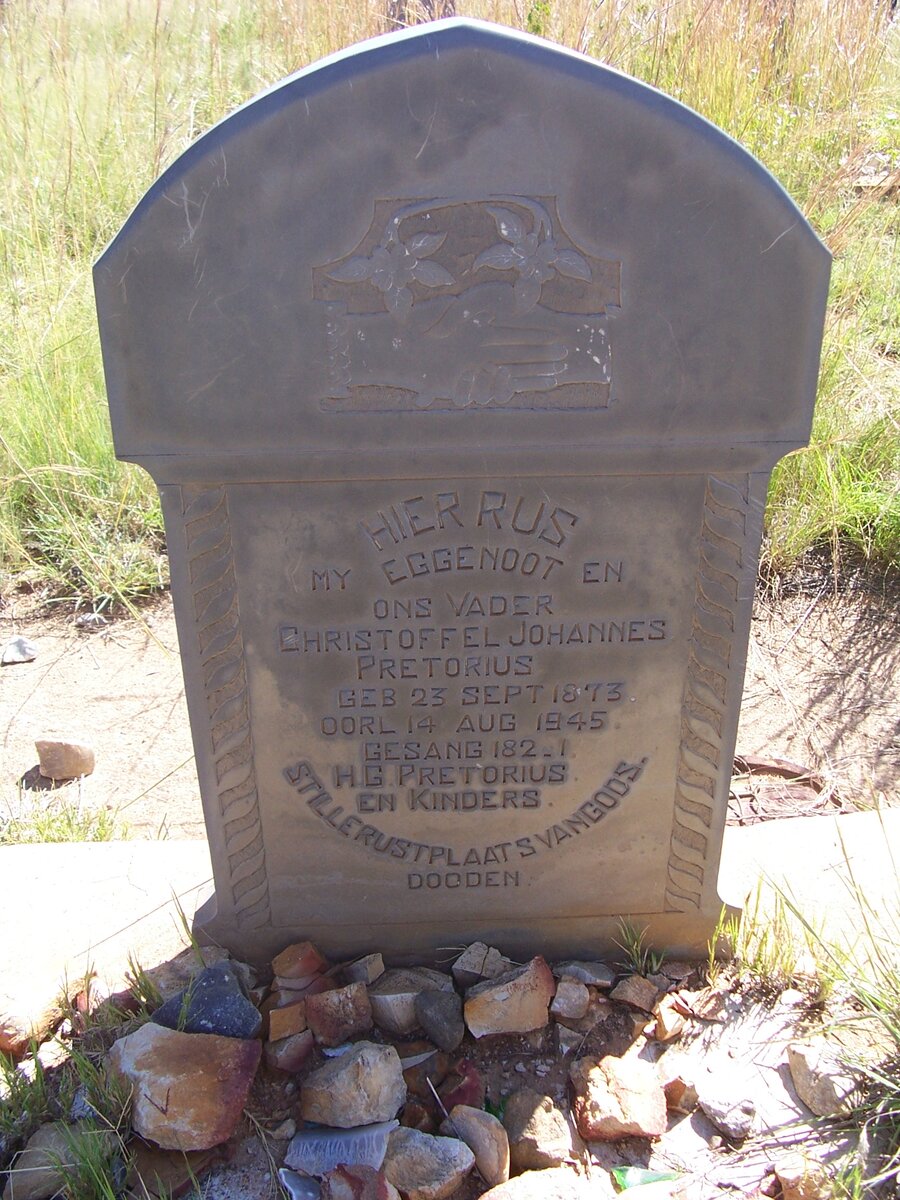 HIER RUS
MY EGGENOOT EN
ONS VADER
CHRISTOFFEL JOHANNES
PRETORIUS
GEB 23 SEPT 1873
OORL 14 AUG 1945.
GESANG 182-1
H.G. PRETORIUS.
EN KINDERS.
STILLE RUSTPLAATS VAN GODS.
DOODEN.